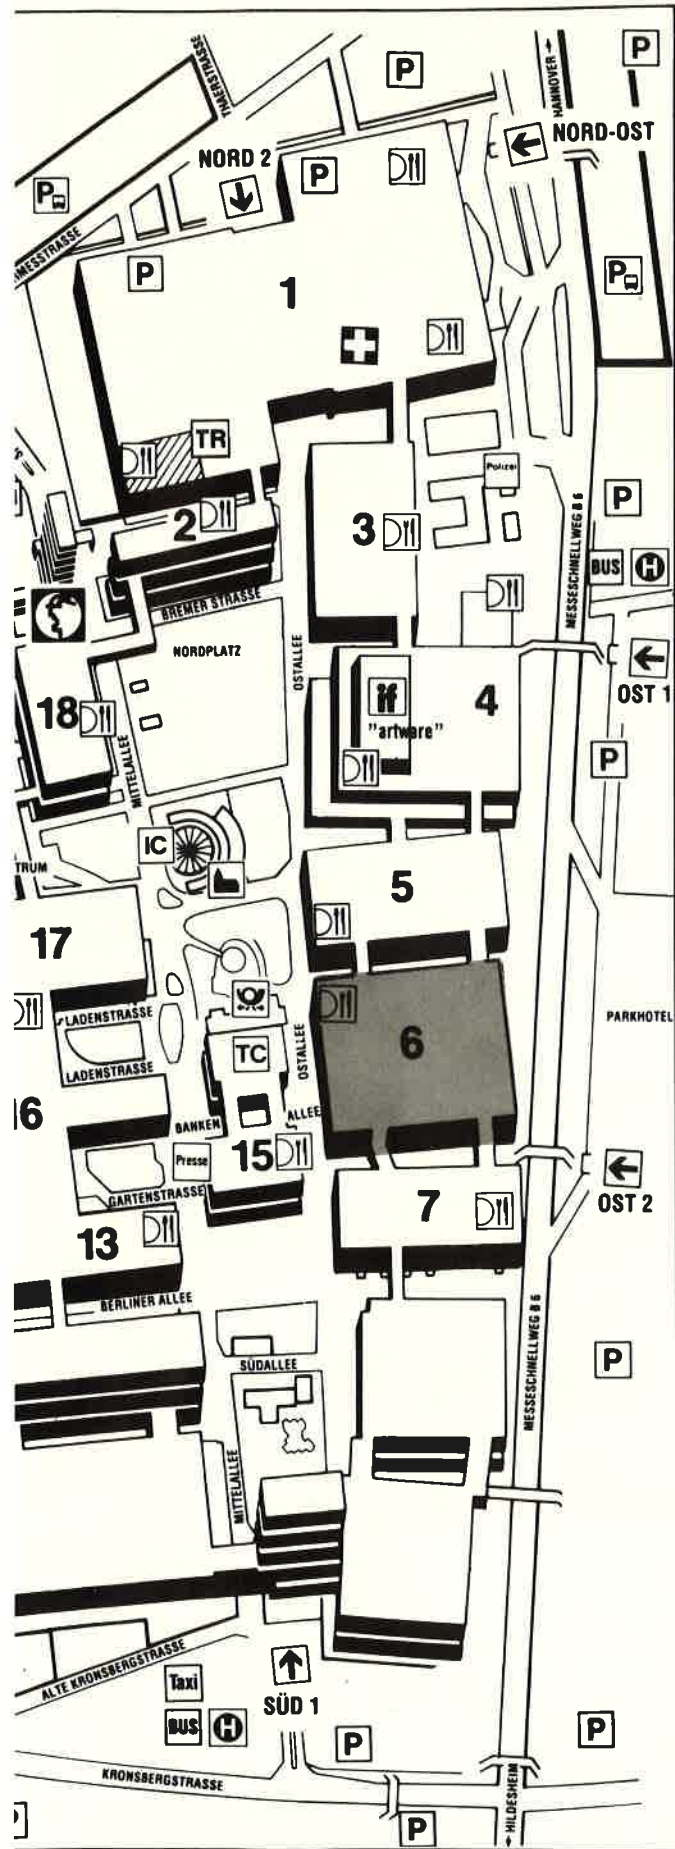 THAERSTRASSE
P
P
HANNOVER
NORD-OST
NORD 2
P
P
P
P
1
TR
2
3
Polizei
P
MESSESCHNELLWEG B 6
BUS
H
BREMER STRASSE
NORDPLATZ
OSTALLEE
OST 1
18
MITTELALLEE
if
"artware"
4
P
IC
TRUM
5
17
LADENSTRASSE
LADENSTRASSE
6
PARKHOTEL
TC
OSTALLEE
16
BANKEN
ALLEE
Presse
15
GARTENSTRASSE
OST 2
7
13
BERLINER ALLEE
SÜDALLEE
MESSESCHNELLWEG B 6
P
MITTELALLEE
ALTE KRONSBERGSTRASSE
Taxi
SÜD 1
BUS
H
P
P
KRONSBERGSTRASSE
HILDESHEIM
P